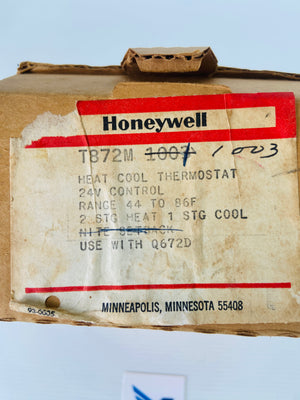 Honeywell
T872M 1007 1003
HEAT COOL THERMOSTAT
24V CONTROL
RANGE 44 TO 86F
2 STG HEAT 1 STG COOL
NITE SETBACK
USE WITH Q672D
MINNEAPOLIS, MINNESOTA 55408